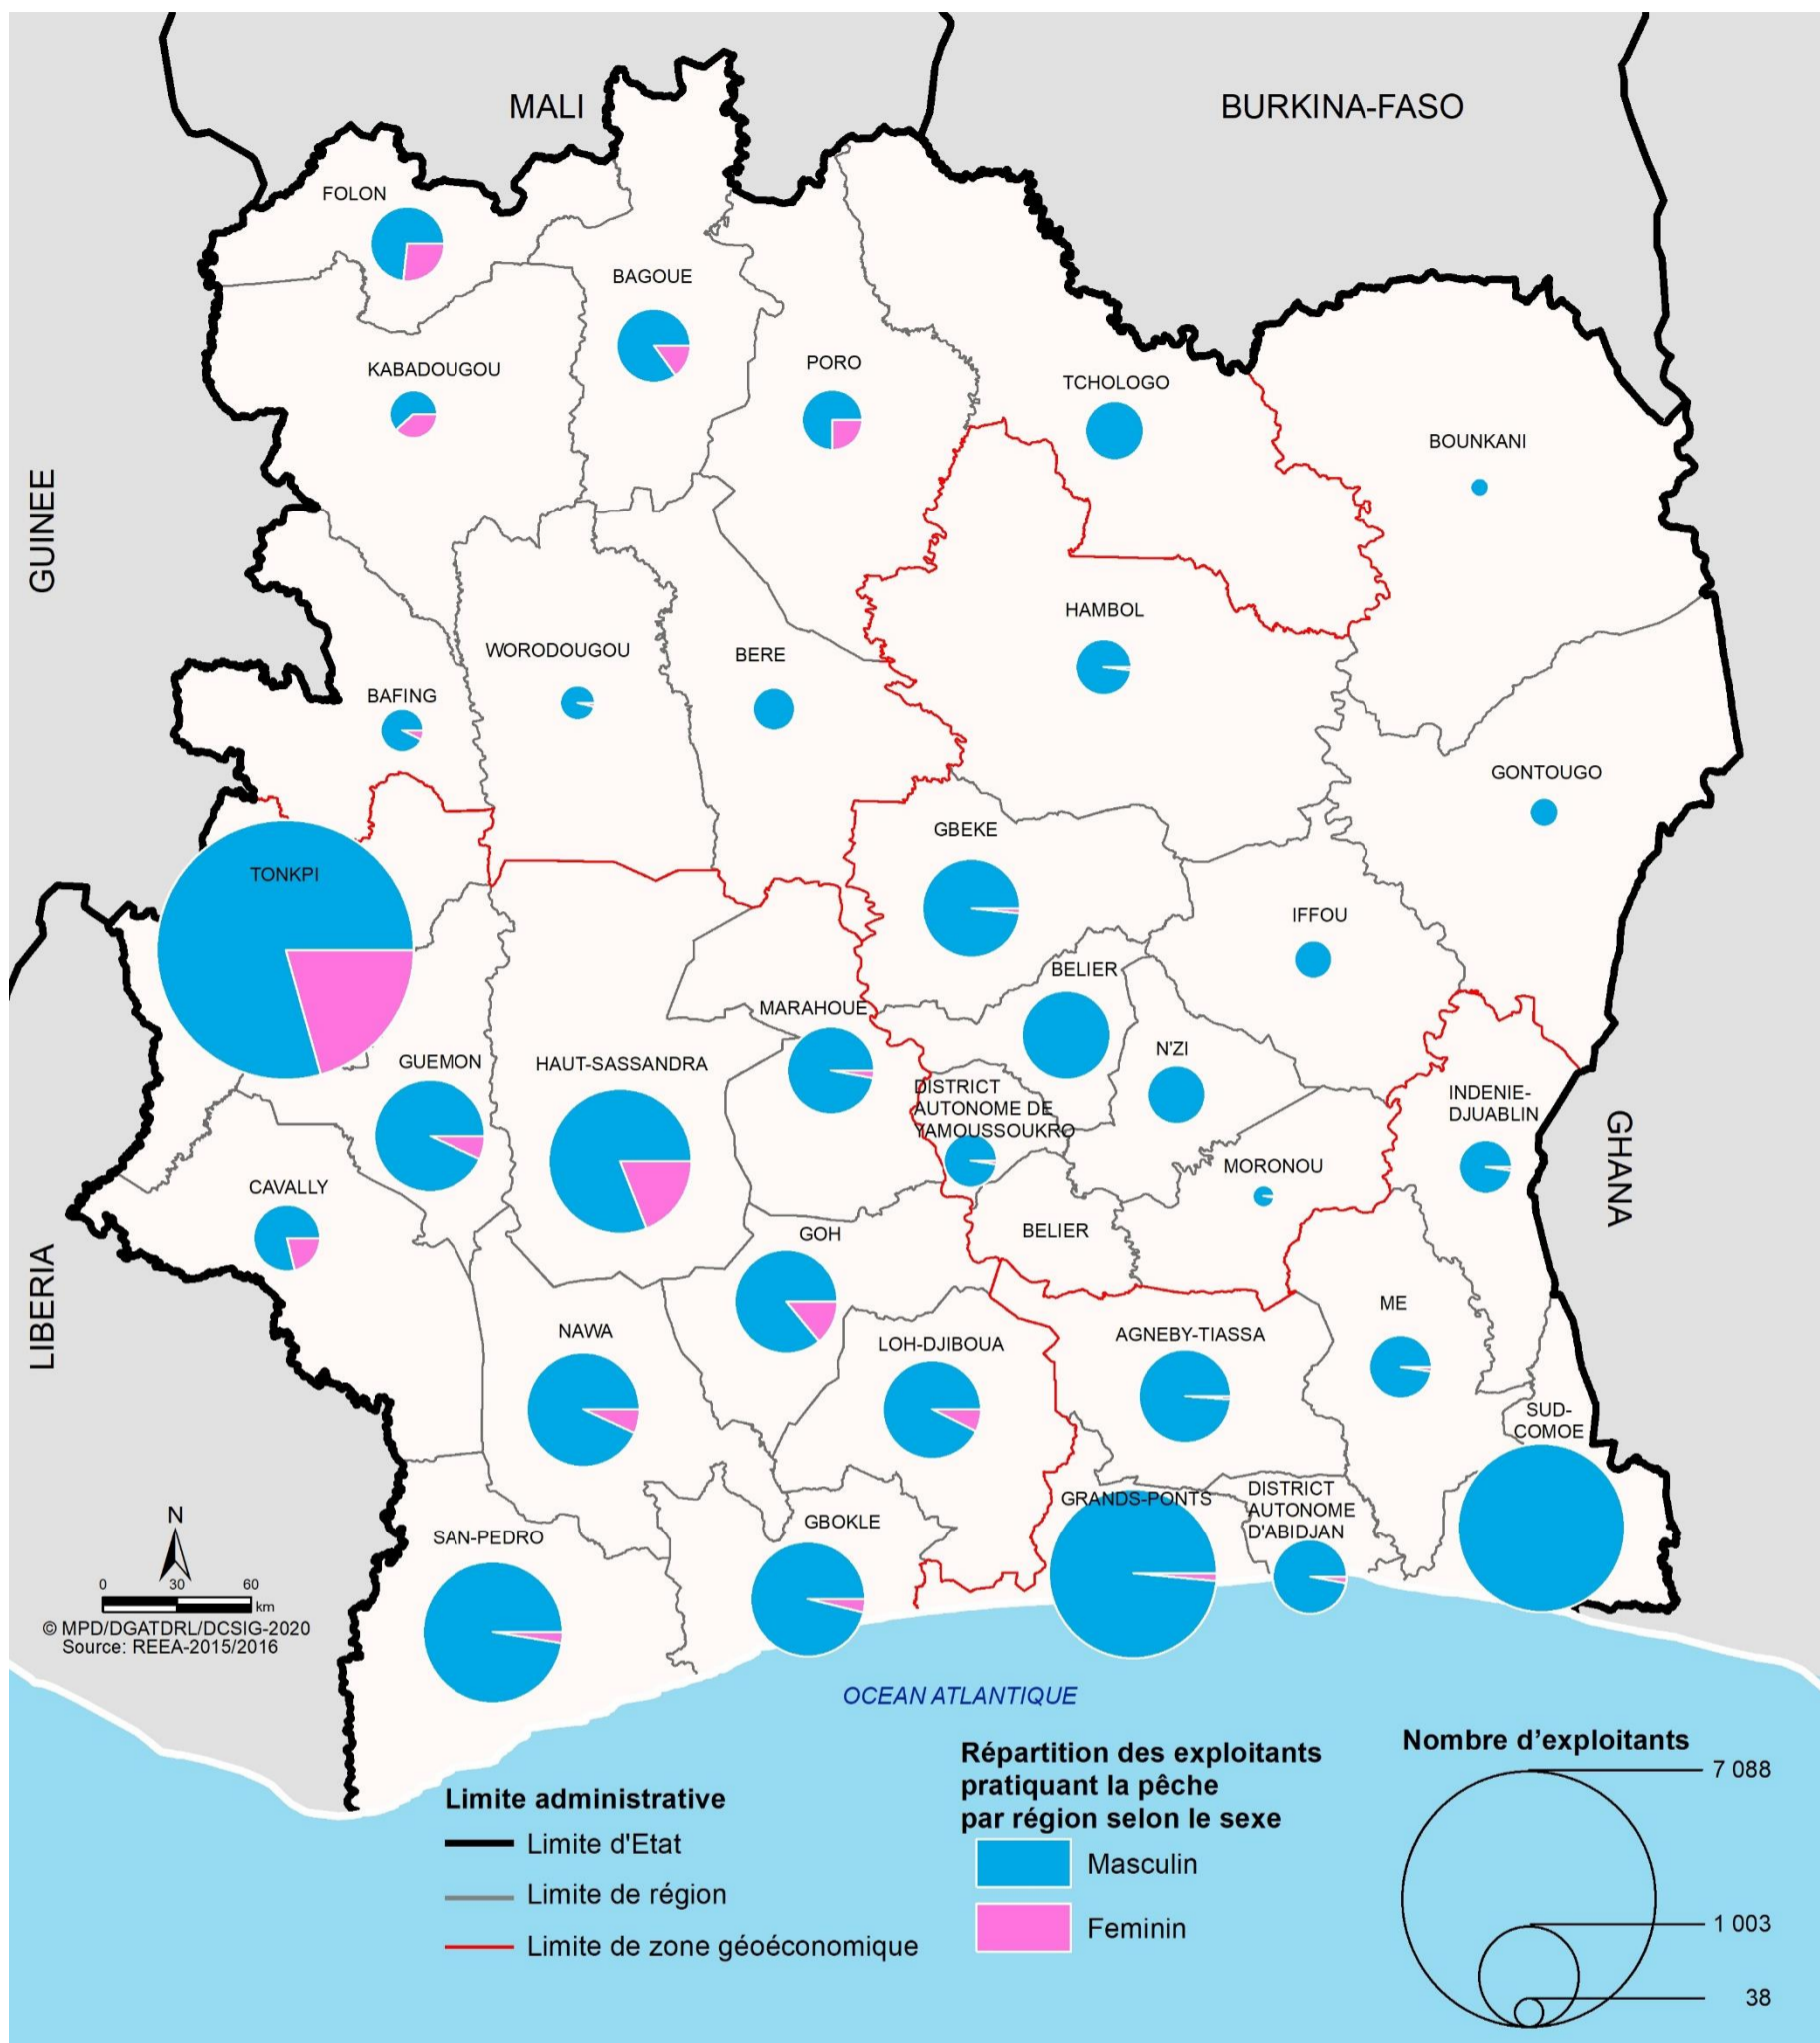 MALI
BURKINA-FASO
FOLON
BAGOUE
KABADOUGOU
PORO
TCHOLOGO
BOUNKANI
GUINEE
HAMBOL
WORODOUGOU
BERE
BAFING
GONTOUGO
GBEKE
TONKPI
IFFOU
BELIER
MARAHOUE
GUEMON
HAUT-SASSANDRA
N'ZI
DISTRICT
AUTONOME DE
YAMOUSSOUKRO
INDENIE-
DJUABLIN
GHANA
MORONOU
CAVALLY
GOH
BELIER
LIBERIA
NAWA
LOH-DJIBOUA
AGNEBY-TIASSA
ME
SUD-
COMOE
GRANDS-PONTS
DISTRICT
AUTONOME
D'ABIDJAN
SAN-PEDRO
GBOKLE
N
0 30 60
km
© MPD/DGATDRL/DCSIG-2020
Source: REEA-2015/2016
OCEAN ATLANTIQUE
Limite administrative
Limite d'Etat
Limite de région
Limite de zone géoéconomique
Répartition des exploitants
pratiquant la pêche
par région selon le sexe
Masculin
Feminin
Nombre d’exploitants
7 088
1 003
38